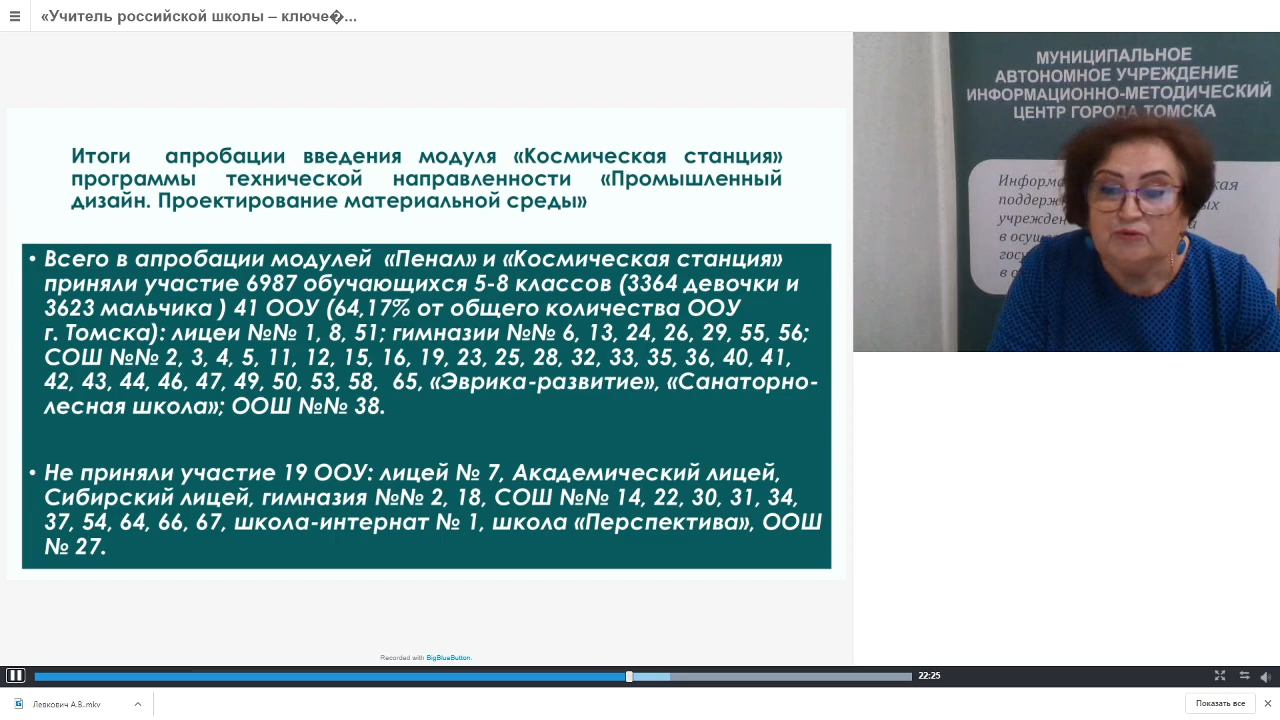 «Учитель российской школы – ключе�...
Итоги апробации введения модуля «Космическая станция»
программы технической направленности «Промышленный
дизайн. Проектирование материальной среды»
• Всего в апробации модулей «Пенал» и «Космическая станция»
приняли участие 6987 обучающихся 5-8 классов (3364 девочки и
3623 мальчика ) 41 ООУ (64,17% от общего количества ООУ
г. Томска): лицеи №№ 1, 8, 51; гимназии №№ 6, 13, 24, 26, 29, 55, 56;
СОШ №№ 2, 3, 4, 5, 11, 12, 15, 16, 19, 23, 25, 28, 32, 33, 35, 36, 40, 41,
42, 43, 44, 46, 47, 49, 50, 53, 58, 65, «Эврика-развитие», «Санаторно-
лесная школа»; ООШ №№ 38.
• Не приняли участие 19 ООУ: лицей № 7, Академический лицей,
Сибирский лицей, гимназия №№ 2, 18, СОШ №№ 14, 22, 30, 31, 34,
37, 54, 64, 66, 67, школа-интернат № 1, школа «Перспектива», ООШ
№ 27.
МУНИЦИПАЛЬНОЕ
АВТОНОМНОЕ УЧРЕЖДЕНИЕ
ИНФОРМАЦИОННО-МЕТОДИЧЕСКИЙ
ЦЕНТР ГОРОДА ТОМСКА
Recorded with BigBlueButton.
22:25
Левкович А.В..mkv
Показать все